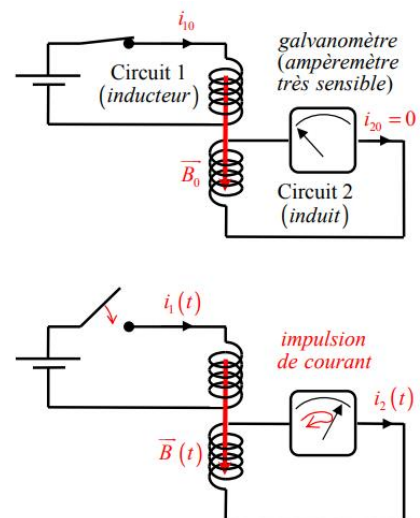 i₁₀
galvanomètre
(ampèremètre
très sensible)
Circuit 1
(inducteur)
i₂₀ = 0
B₀
Circuit 2
(induit)
i₁(t)
impulsion
de courant
i₂(t)
B(t)